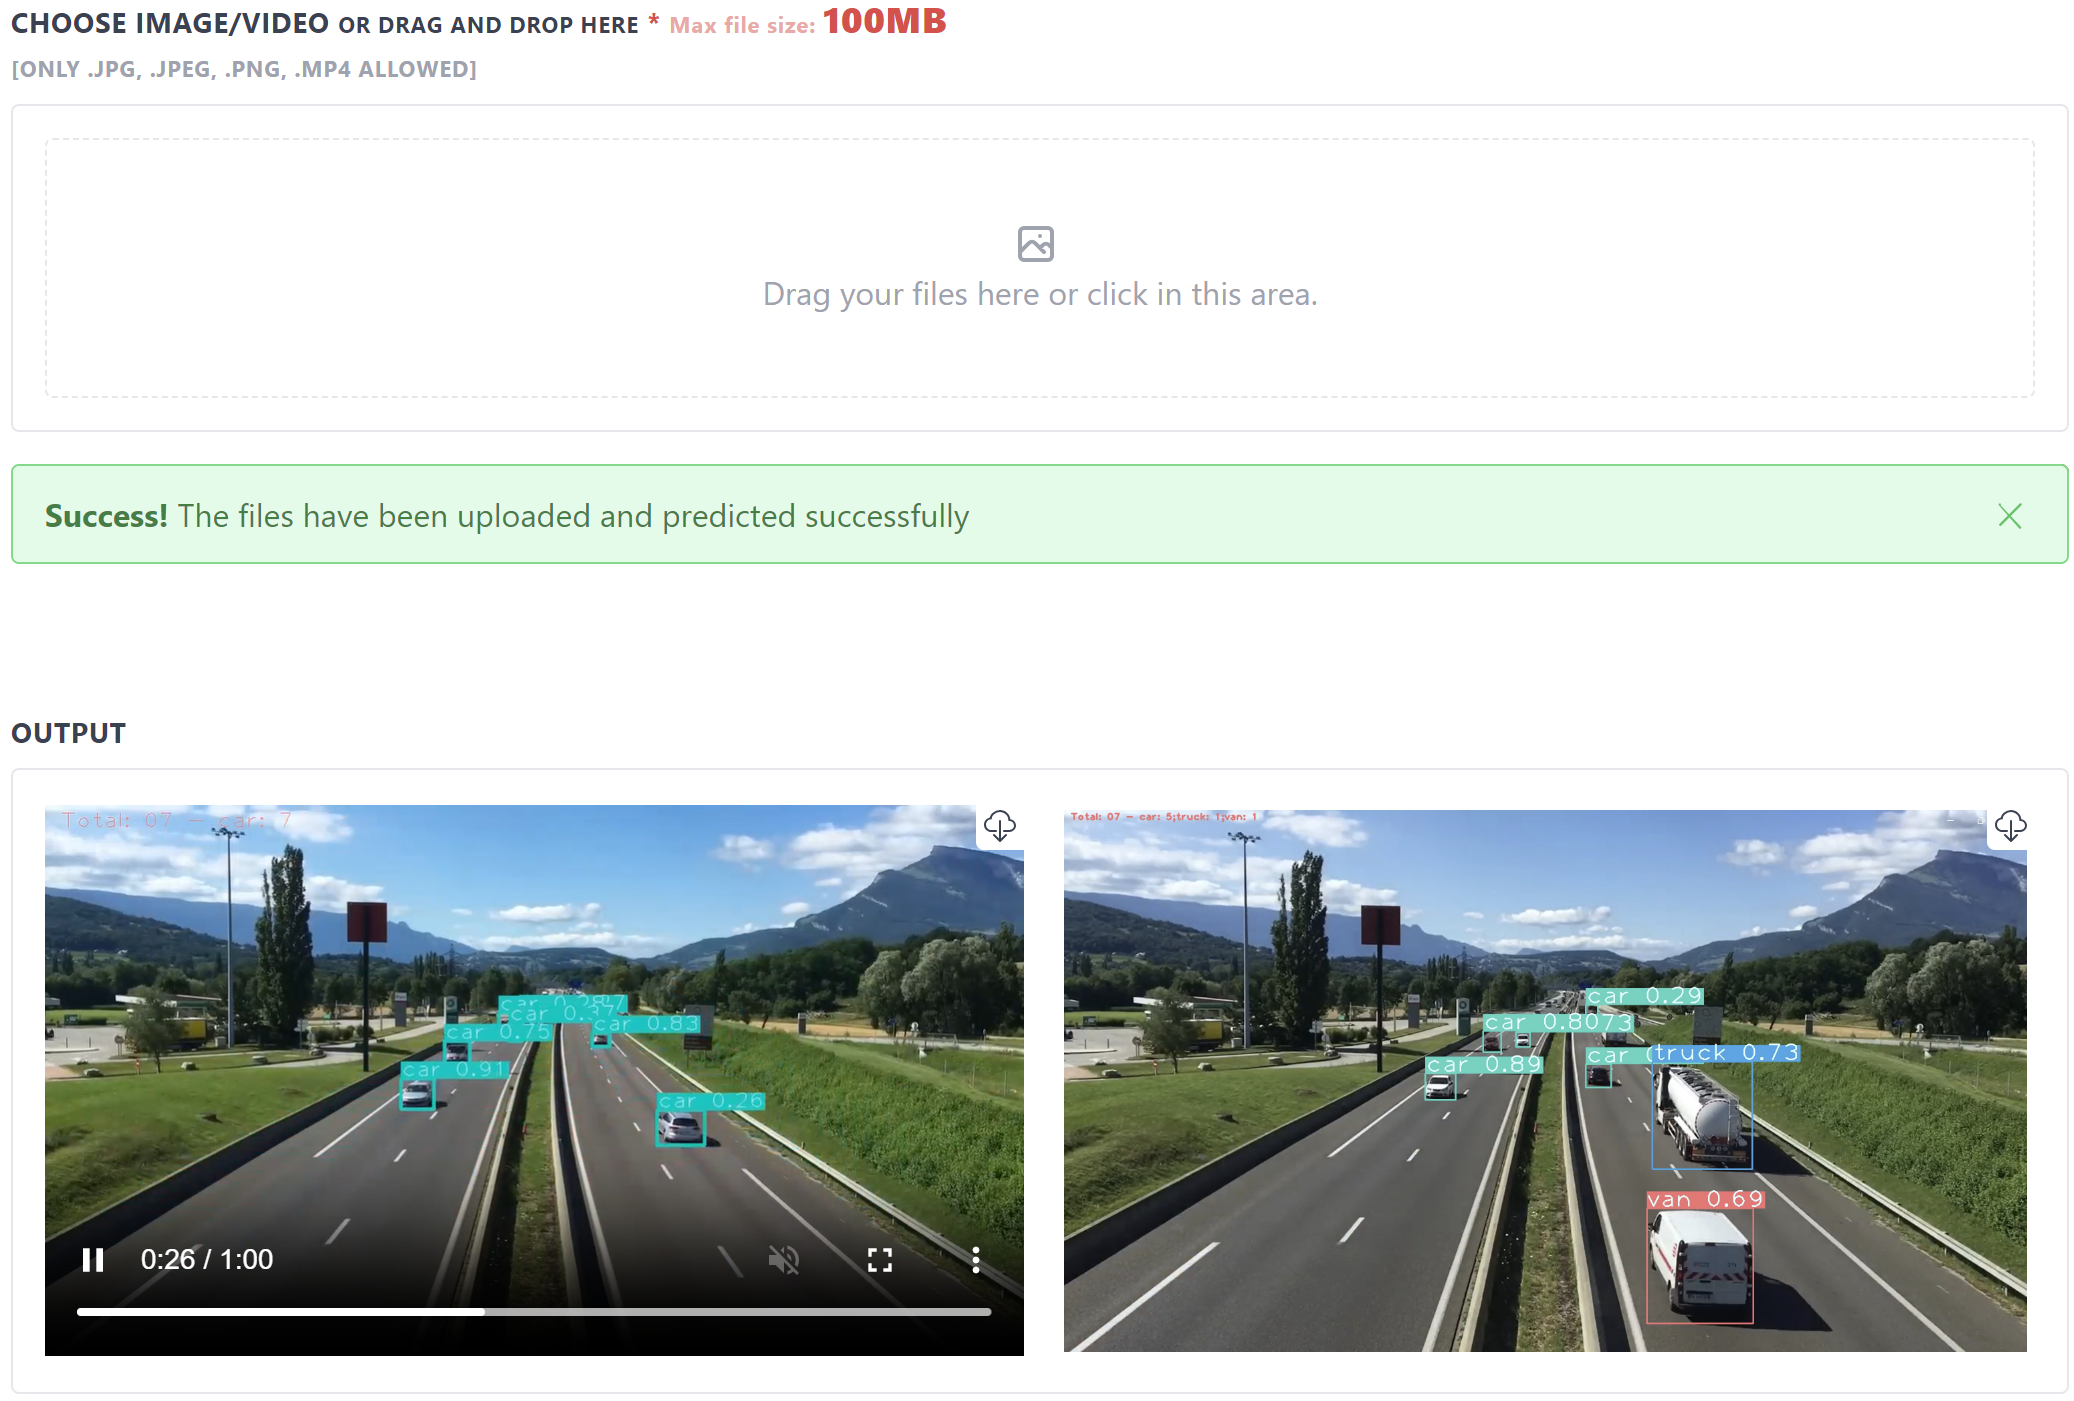 CHOOSE IMAGE/VIDEO OR DRAG AND DROP HERE * Max file size: 100MB
[ONLY .JPG, .JPEG, .PNG, .MP4 ALLOWED]
Drag your files here or click in this area.
Success! The files have been uploaded and predicted successfully
OUTPUT
Total: 07 - car: 7
car 0.28
car 0.37
car 0.75
car 0.83
car 0.91
car 0.26
0:26 / 1:00
Total: 07 - car: 5;truck: 1;van: 1
car 0.29
car 0.8073
car
truck 0.73
car 0.89
van 0.69